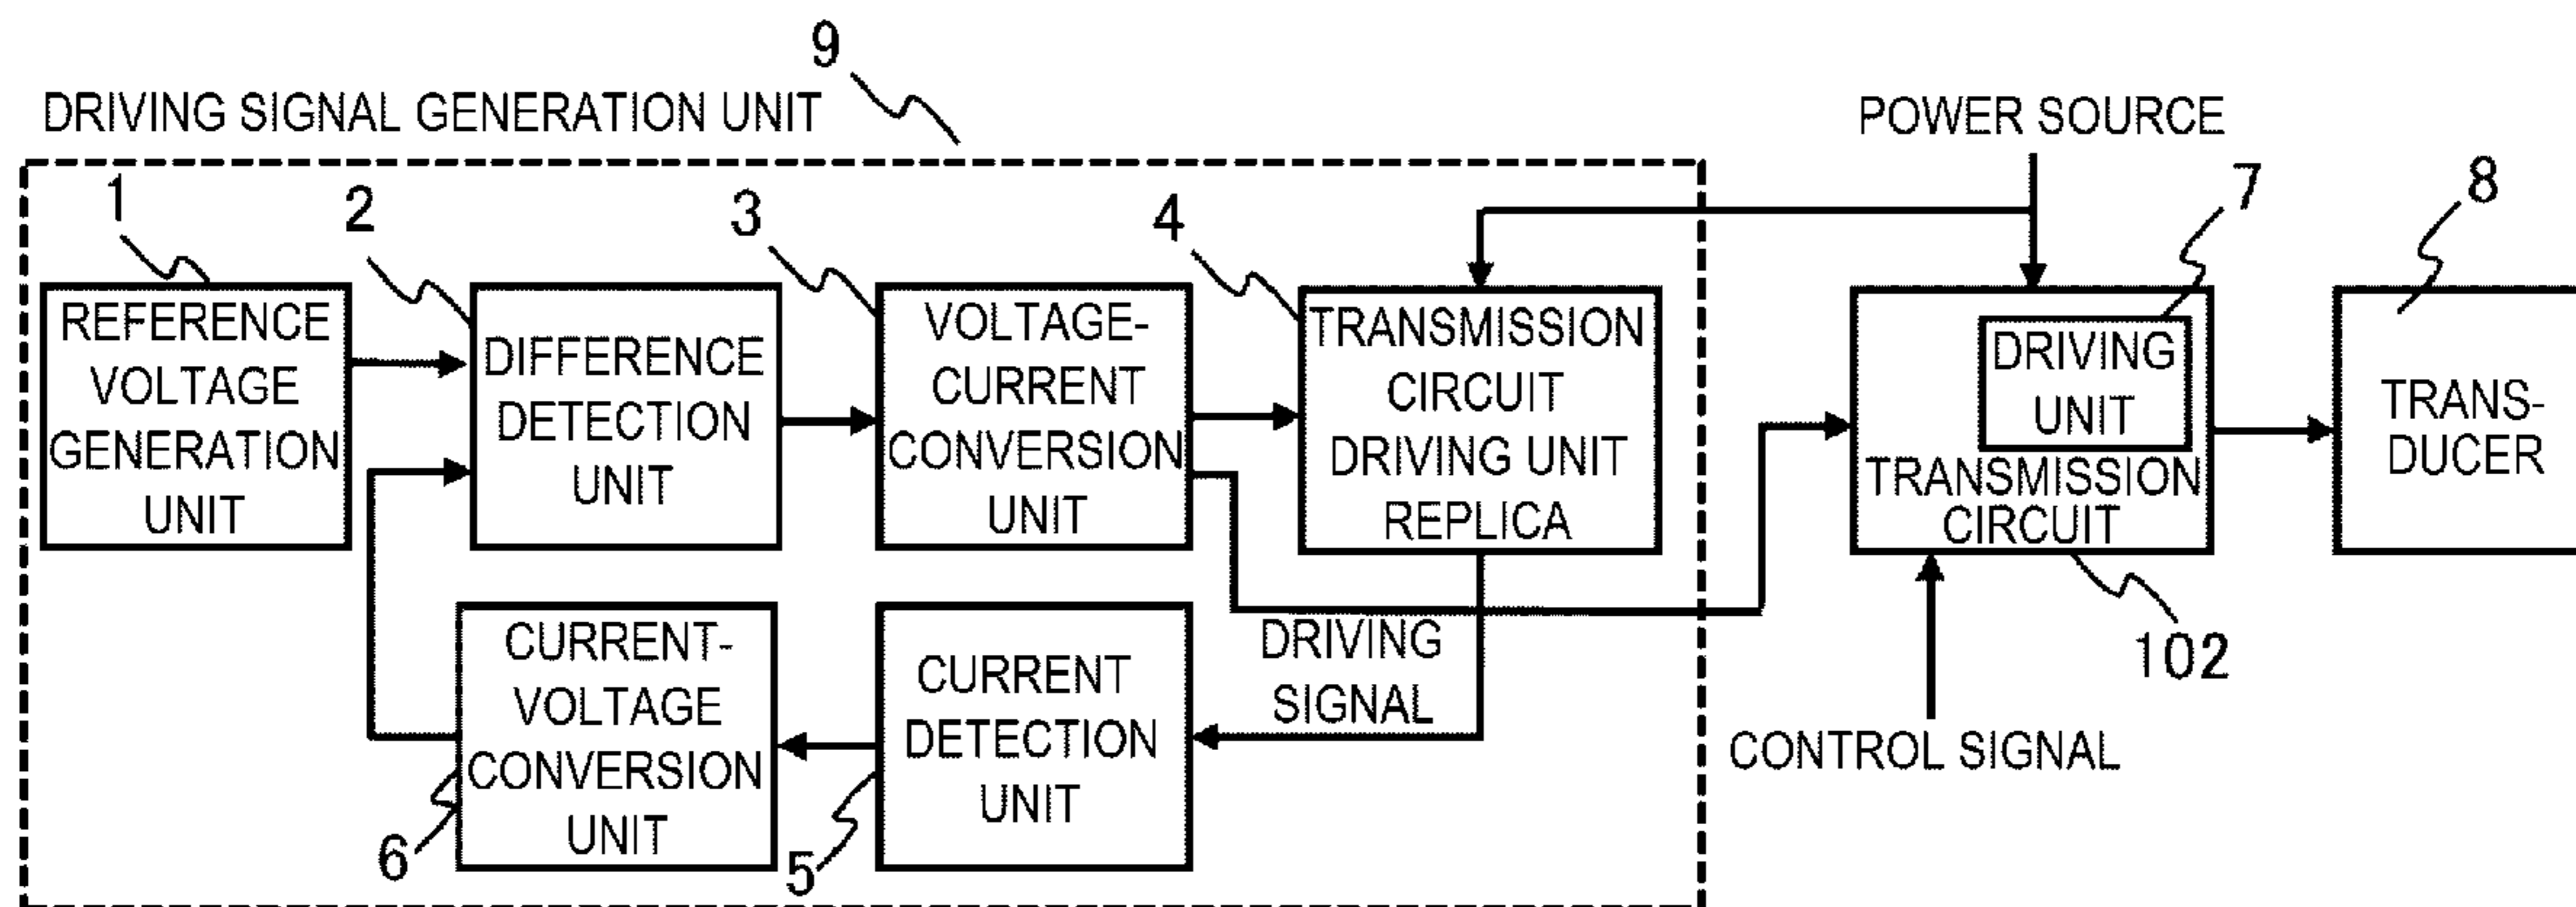 9
DRIVING SIGNAL GENERATION UNIT
POWER SOURCE
1
2
3
4
7
8
REFERENCE
VOLTAGE
GENERATION
UNIT
DIFFERENCE
DETECTION
UNIT
VOLTAGE-
CURRENT
CONVERSION
UNIT
TRANSMISSION
CIRCUIT
DRIVING UNIT
REPLICA
DRIVING
UNIT
TRANSMISSION
CIRCUIT
TRANS-
DUCER
CURRENT-
VOLTAGE
CONVERSION
UNIT
6
CURRENT
DETECTION
UNIT
5
DRIVING
SIGNAL
102
CONTROL SIGNAL